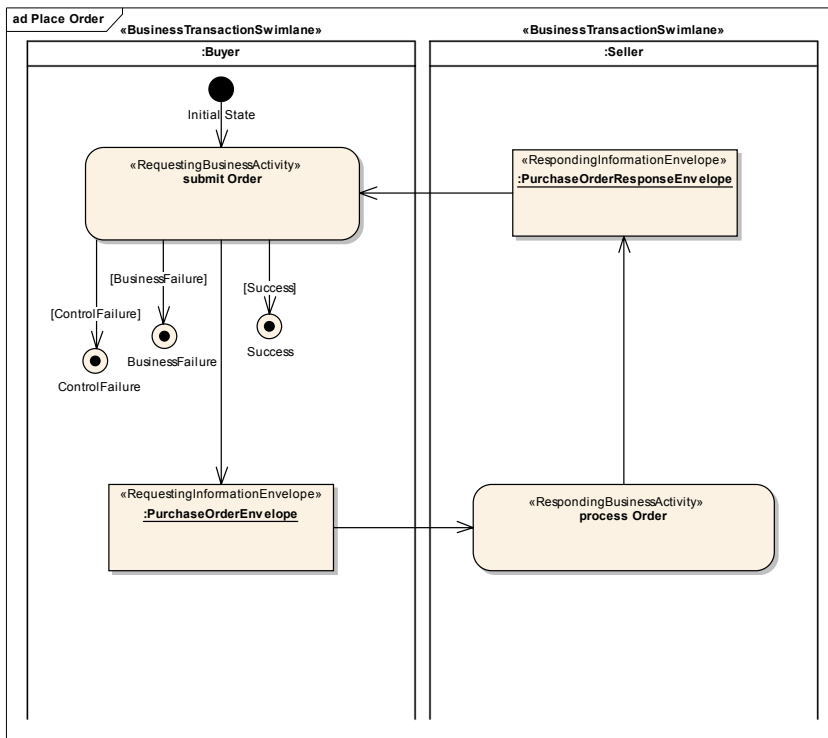 ad Place Order
«BusinessTransactionSwimlane»
:Buyer
«BusinessTransactionSwimlane»
:Seller
Initial State
«RequestingBusinessActivity»
submit Order
«RespondingInformationEnvelope»
:PurchaseOrderResponseEnvelope
[BusinessFailure]
[Success]
[ControlFailure]
BusinessFailure
Success
ControlFailure
«RequestingInformationEnvelope»
:PurchaseOrderEnvelope
«RespondingBusinessActivity»
process Order